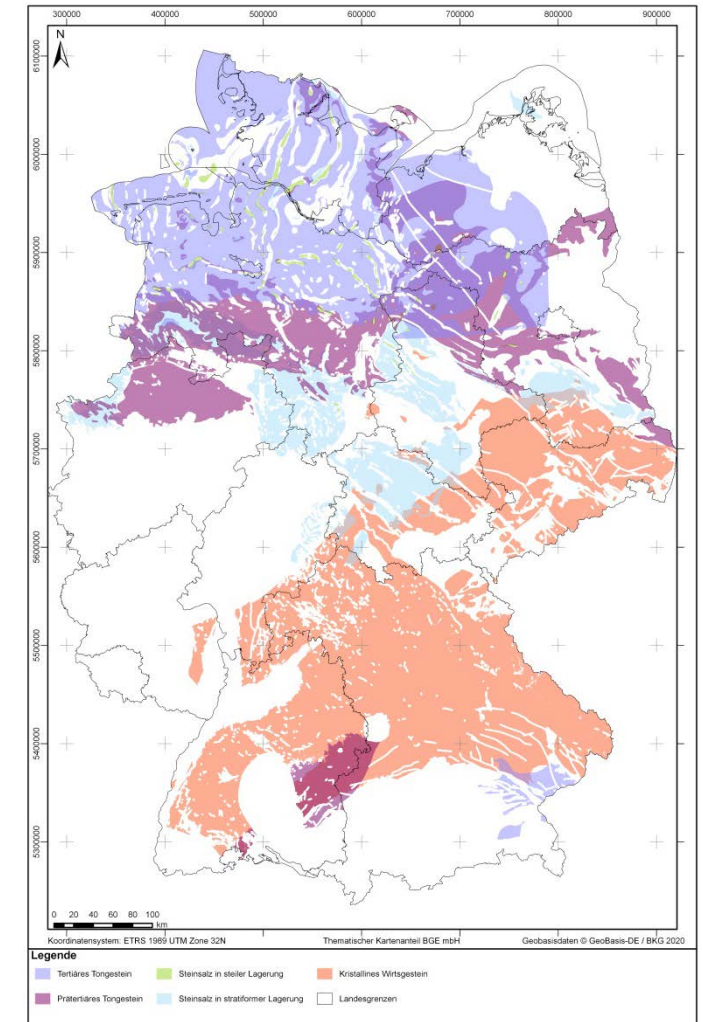 300000 400000 500000 600000 700000 800000 900000
N
6100000
6000000
5900000
5800000
5700000
5600000
5500000
5400000
5300000
0 20 40 60 80 100
km
Koordinatensystem: ETRS 1989 UTM Zone 32N Thematischer Kartenanteil BGE mbH Geobasisdaten © GeoBasis-DE / BKG 2020
Legende
Tertiäres Tongestein Steinsalz in steiler Lagerung Kristallines Wirtsgestein
Prätertiäres Tongestein Steinsalz in stratiformer Lagerung Landesgrenzen